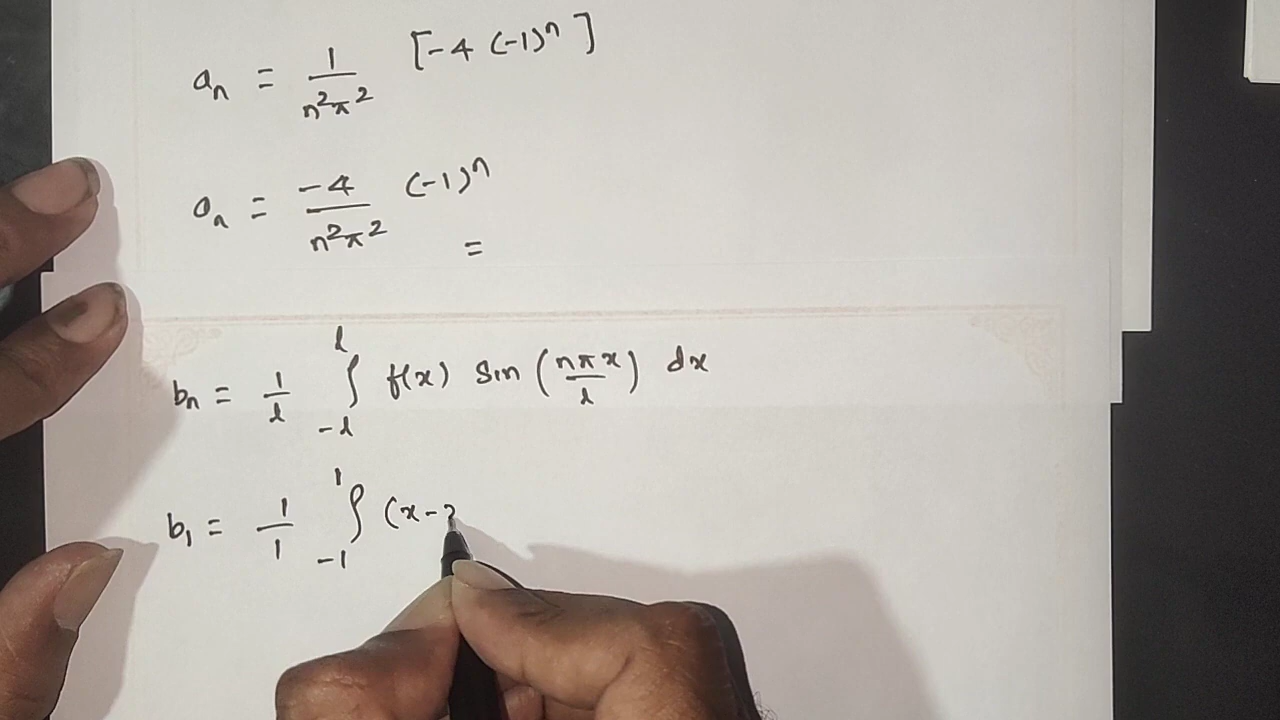 aₙ = 1/n²π² [-4 (-1)ⁿ]
aₙ = -4/n²π² (-1)ⁿ
=
bₙ = 1/l ∫₋ₗˡ f(x) Sin (nπx/l) dx
b₁ = 1/1 ∫₋₁¹ (x-